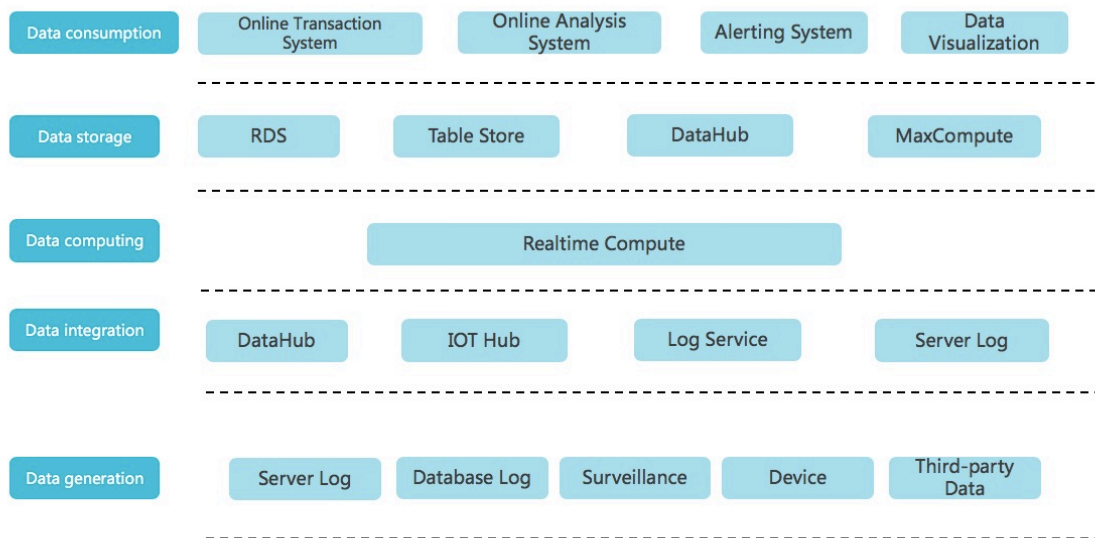 Data consumption
Online Transaction
System
Online Analysis
System
Alerting System
Data
Visualization
Data storage
RDS
Table Store
DataHub
MaxCompute
Data computing
Realtime Compute
Data integration
DataHub
IOT Hub
Log Service
Server Log
Data generation
Server Log
Database Log
Surveillance
Device
Third-party
Data